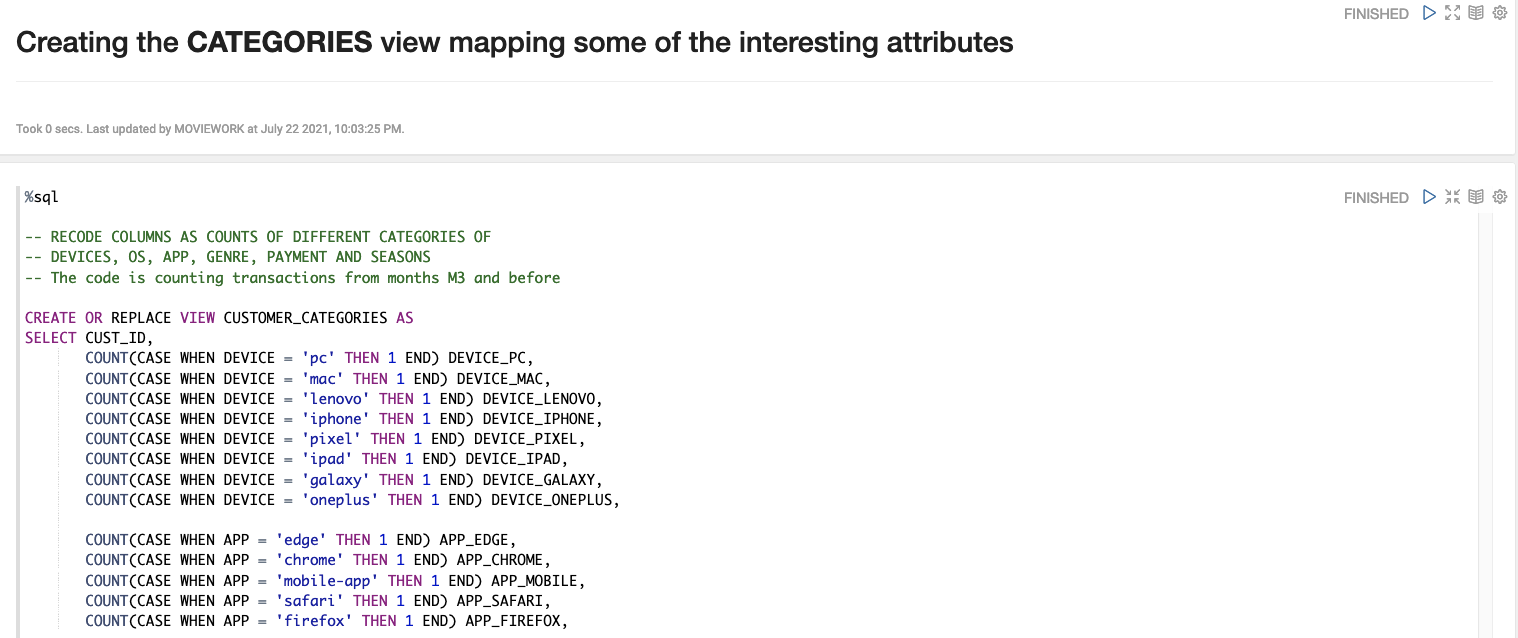 FINISHED
Creating the CATEGORIES view mapping some of the interesting attributes
Took 0 secs. Last updated by MOVIEWORK at July 22 2021, 10:03:25 PM.
%sql
FINISHED
-- RECODE COLUMNS AS COUNTS OF DIFFERENT CATEGORIES OF
-- DEVICES, OS, APP, GENRE, PAYMENT AND SEASONS
-- The code is counting transactions from months M3 and before
CREATE OR REPLACE VIEW CUSTOMER_CATEGORIES AS
SELECT CUST_ID,
COUNT(CASE WHEN DEVICE = 'pc' THEN 1 END) DEVICE_PC,
COUNT(CASE WHEN DEVICE = 'mac' THEN 1 END) DEVICE_MAC,
COUNT(CASE WHEN DEVICE = 'lenovo' THEN 1 END) DEVICE_LENOVO,
COUNT(CASE WHEN DEVICE = 'iphone' THEN 1 END) DEVICE_IPHONE,
COUNT(CASE WHEN DEVICE = 'pixel' THEN 1 END) DEVICE_PIXEL,
COUNT(CASE WHEN DEVICE = 'ipad' THEN 1 END) DEVICE_IPAD,
COUNT(CASE WHEN DEVICE = 'galaxy' THEN 1 END) DEVICE_GALAXY,
COUNT(CASE WHEN DEVICE = 'oneplus' THEN 1 END) DEVICE_ONEPLUS,
COUNT(CASE WHEN APP = 'edge' THEN 1 END) APP_EDGE,
COUNT(CASE WHEN APP = 'chrome' THEN 1 END) APP_CHROME,
COUNT(CASE WHEN APP = 'mobile-app' THEN 1 END) APP_MOBILE,
COUNT(CASE WHEN APP = 'safari' THEN 1 END) APP_SAFARI,
COUNT(CASE WHEN APP = 'firefox' THEN 1 END) APP_FIREFOX,